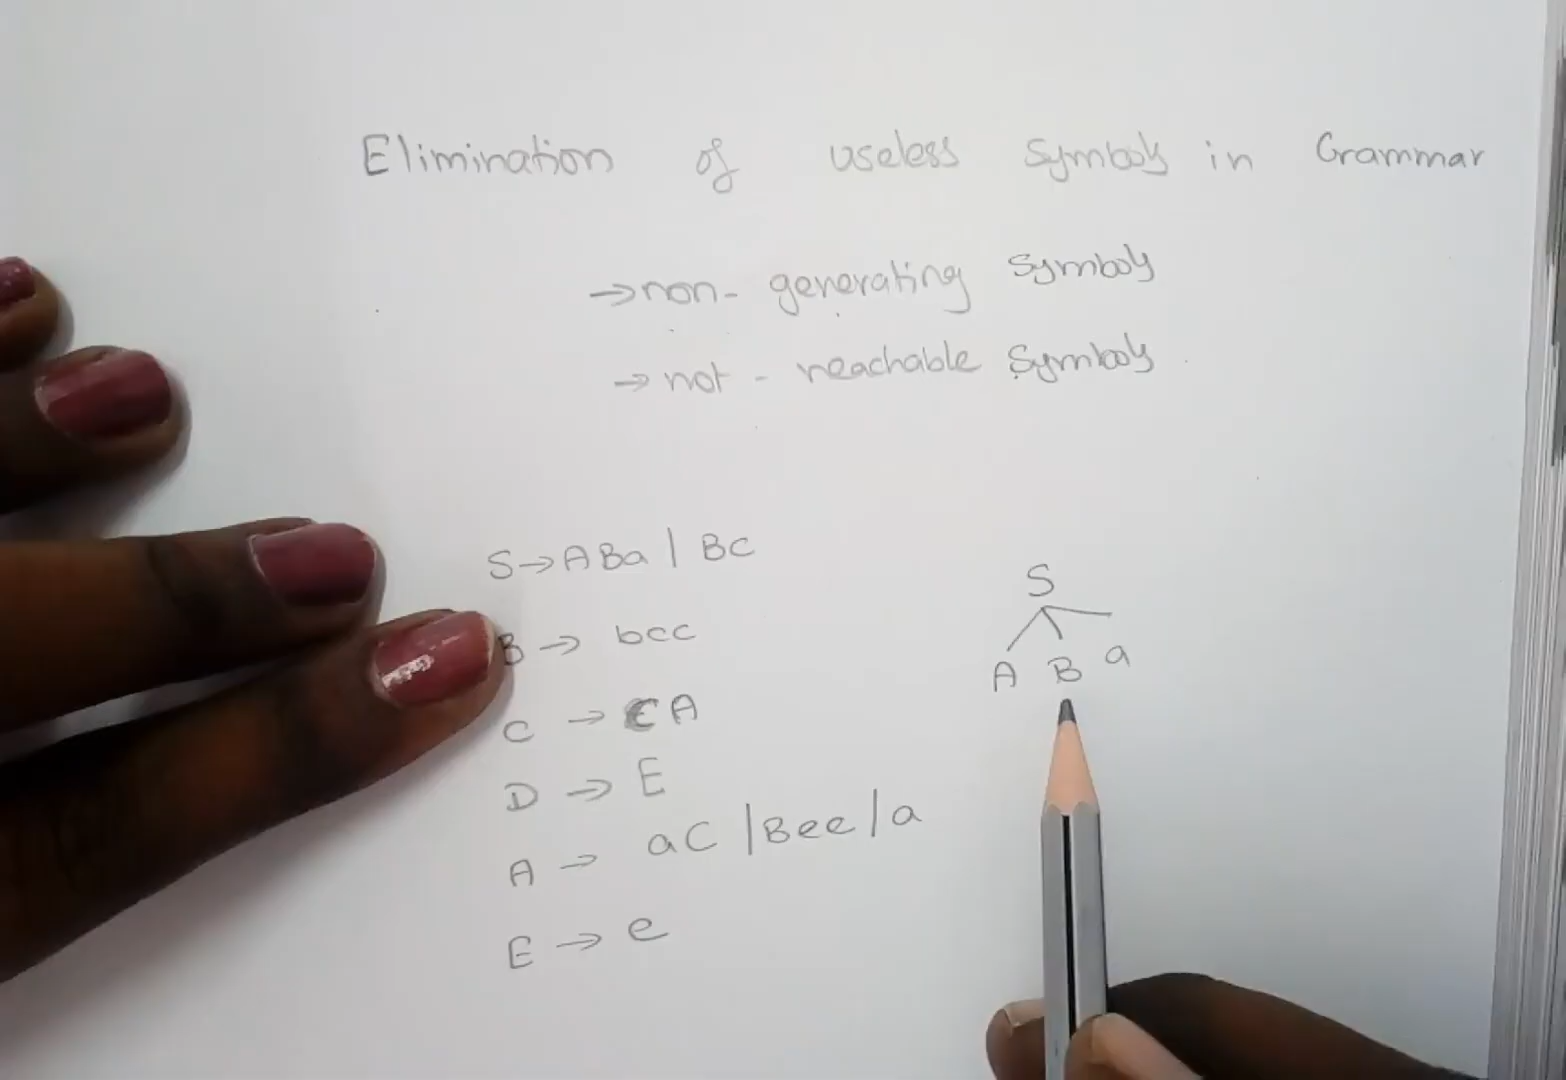 Elimination of useless symbols in Grammar
→ non- generating symbols
→ not - reachable symbols
S → ABa | BC
B → bcc
C → CA
D → E
A → aC | Bee | a
E → e
S
A B a